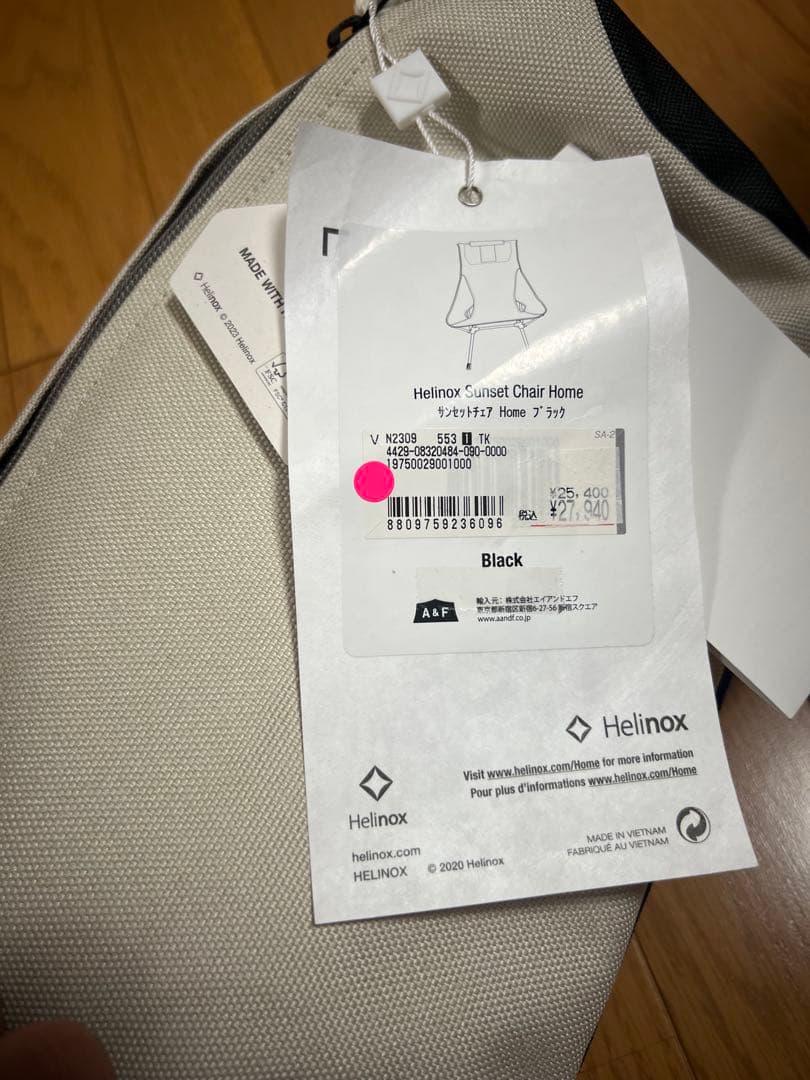 MADE WITH
Helinox © 2023 Helinox
FSC
Helinox Sunset Chair Home
サンセットチェア Home ブラック
V N2309 553 1 TK
SA-2
4429-08320484-090-0000
19750029001000
¥25,400
税込 ¥27,940
8809759236096
Black
A&F
輸入元：株式会社エイアンドエフ
東京都新宿区新宿6-27-56 新宿スクエア
www.aandf.co.jp
Helinox
Visit www.helinox.com/Home for more information
Pour plus d'informations www.helinox.com/Home
Helinox
helinox.com
HELINOX © 2020 Helinox
MADE IN VIETNAM
FABRIQUÉ AU VIETNAM